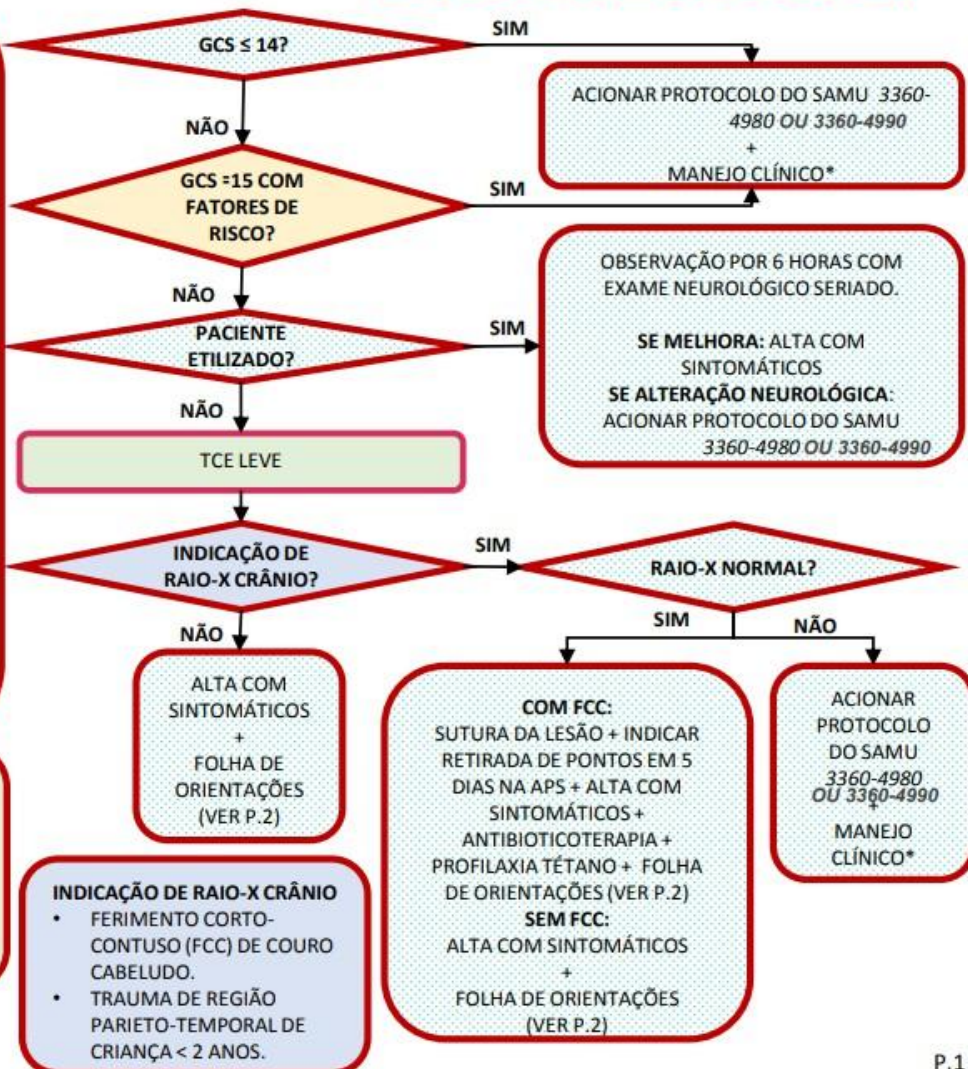 GCS ≤ 14?
SIM
ACIONAR PROTOCOLO DO SAMU 3360-
4980 OU 3360-4990
+
MANEJO CLÍNICO*
NÃO
GCS =15 COM
FATORES DE
RISCO?
SIM
NÃO
PACIENTE
ETILIZADO?
SIM
OBSERVAÇÃO POR 6 HORAS COM
EXAME NEUROLÓGICO SERIADO.
SE MELHORA: ALTA COM
SINTOMÁTICOS
SE ALTERAÇÃO NEUROLÓGICA:
ACIONAR PROTOCOLO DO SAMU
3360-4980 OU 3360-4990
NÃO
TCE LEVE
INDICAÇÃO DE
RAIO-X CRÂNIO?
SIM
RAIO-X NORMAL?
NÃO
ALTA COM
SINTOMÁTICOS
+
FOLHA DE
ORIENTAÇÕES
(VER P.2)
SIM
COM FCC:
SUTURA DA LESÃO + INDICAR
RETIRADA DE PONTOS EM 5
DIAS NA APS + ALTA COM
SINTOMÁTICOS +
ANTIBIOTICOTERAPIA +
PROFILAXIA TÉTANO + FOLHA
DE ORIENTAÇÕES (VER P.2)
SEM FCC:
ALTA COM SINTOMÁTICOS
+
FOLHA DE ORIENTAÇÕES
(VER P.2)
NÃO
ACIONAR
PROTOCOLO
DO SAMU
3360-4980
OU 3360-4990
+
MANEJO
CLÍNICO*
INDICAÇÃO DE RAIO-X CRÂNIO
• FERIMENTO CORTO-
CONTUSO (FCC) DE COURO
CABELUDO.
• TRAUMA DE REGIÃO
PARIETO-TEMPORAL DE
CRIANÇA < 2 ANOS.
P.1